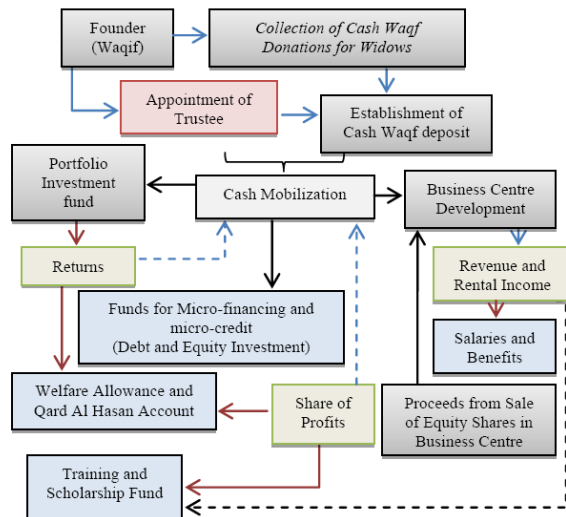 Founder
(Waqif)
Collection of Cash Waqf
Donations for Widows
Appointment of
Trustee
Establishment of
Cash Waqf deposit
Portfolio
Investment
fund
Cash Mobilization
Business Centre
Development
Returns
Revenue and
Rental Income
Funds for Micro-financing and
micro-credit
(Debt and Equity Investment)
Salaries and
Benefits
Welfare Allowance and
Qard Al Hasan Account
Share of
Profits
Proceeds from Sale
of Equity Shares in
Business Centre
Training and
Scholarship Fund